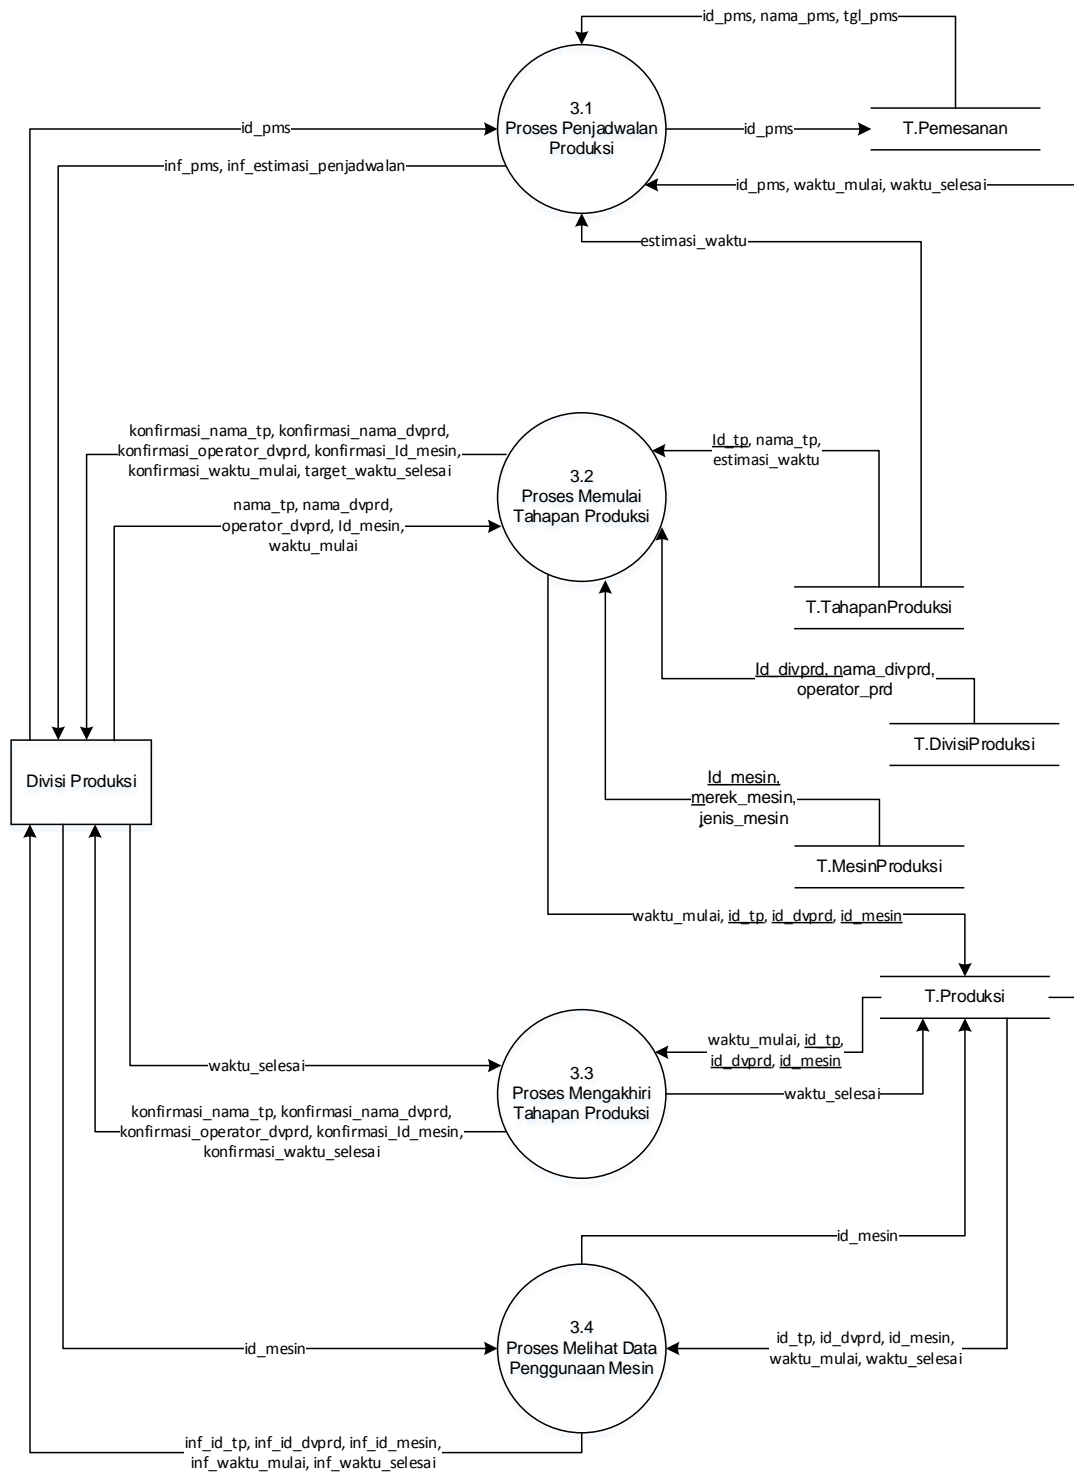 id_pms, nama_pms, tgl_pms
3.1
Proses Penjadwalan
Produksi
id_pms
id_pms
T.Pemesanan
inf_pms, inf_estimasi_penjadwalan
id_pms, waktu_mulai, waktu_selesai
estimasi_waktu
konfirmasi_nama_tp, konfirmasi_nama_dvprd,
konfirmasi_operator_dvprd, konfirmasi_Id_mesin,
konfirmasi_waktu_mulai, target_waktu_selesai
Id_tp, nama_tp,
estimasi_waktu
3.2
Proses Memulai
Tahapan Produksi
nama_tp, nama_dvprd,
operator_dvprd, Id_mesin,
waktu_mulai
T.TahapanProduksi
Id_divprd, nama_divprd,
operator_prd
T.DivisiProduksi
Divisi Produksi
Id_mesin,
merek_mesin,
jenis_mesin
T.MesinProduksi
waktu_mulai, id_tp, id_dvprd, id_mesin
T.Produksi
waktu_mulai, id_tp,
id_dvprd, id_mesin
waktu_selesai
3.3
Proses Mengakhiri
Tahapan Produksi
waktu_selesai
konfirmasi_nama_tp, konfirmasi_nama_dvprd,
konfirmasi_operator_dvprd, konfirmasi_Id_mesin,
konfirmasi_waktu_selesai
id_mesin
3.4
Proses Melihat Data
Penggunaan Mesin
id_mesin
id_tp, id_dvprd, id_mesin,
waktu_mulai, waktu_selesai
inf_id_tp, inf_id_dvprd, inf_id_mesin,
inf_waktu_mulai, inf_waktu_selesai